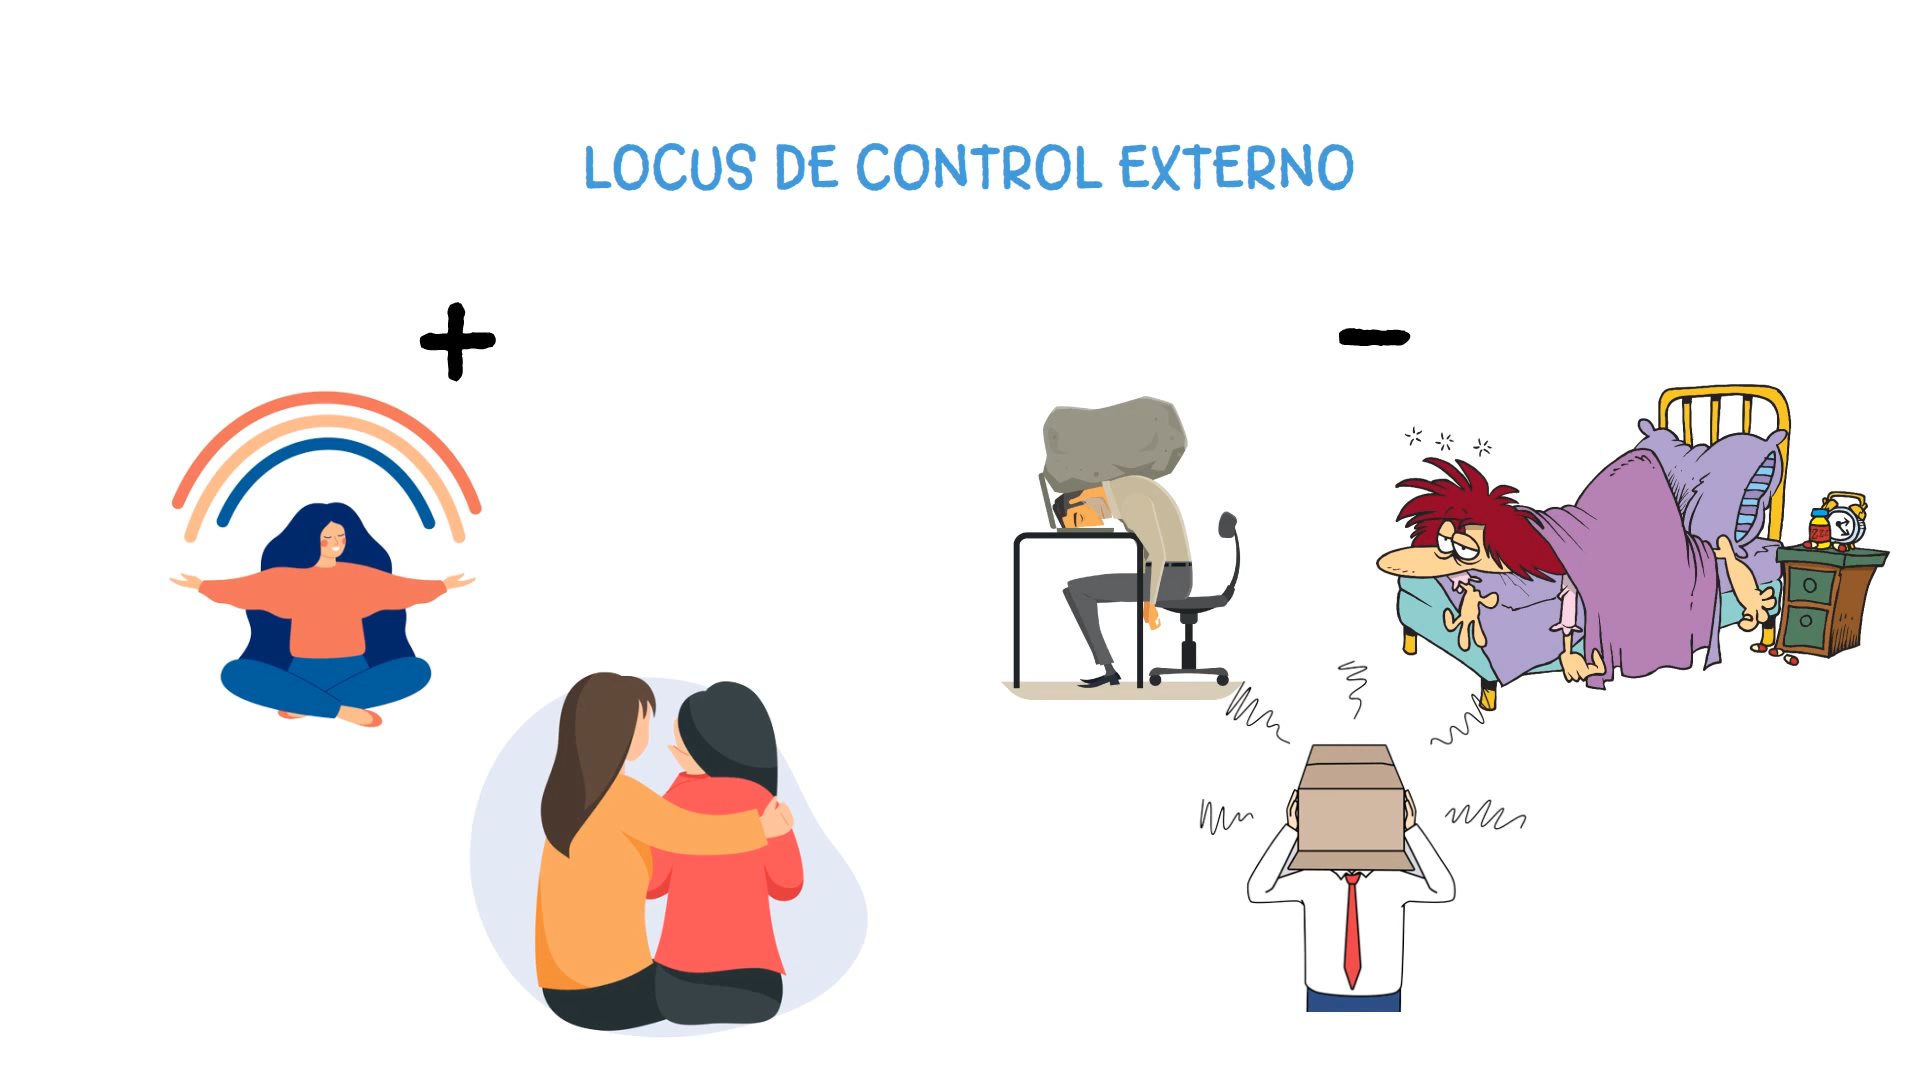 LOCUS DE CONTROL EXTERNO
+
-